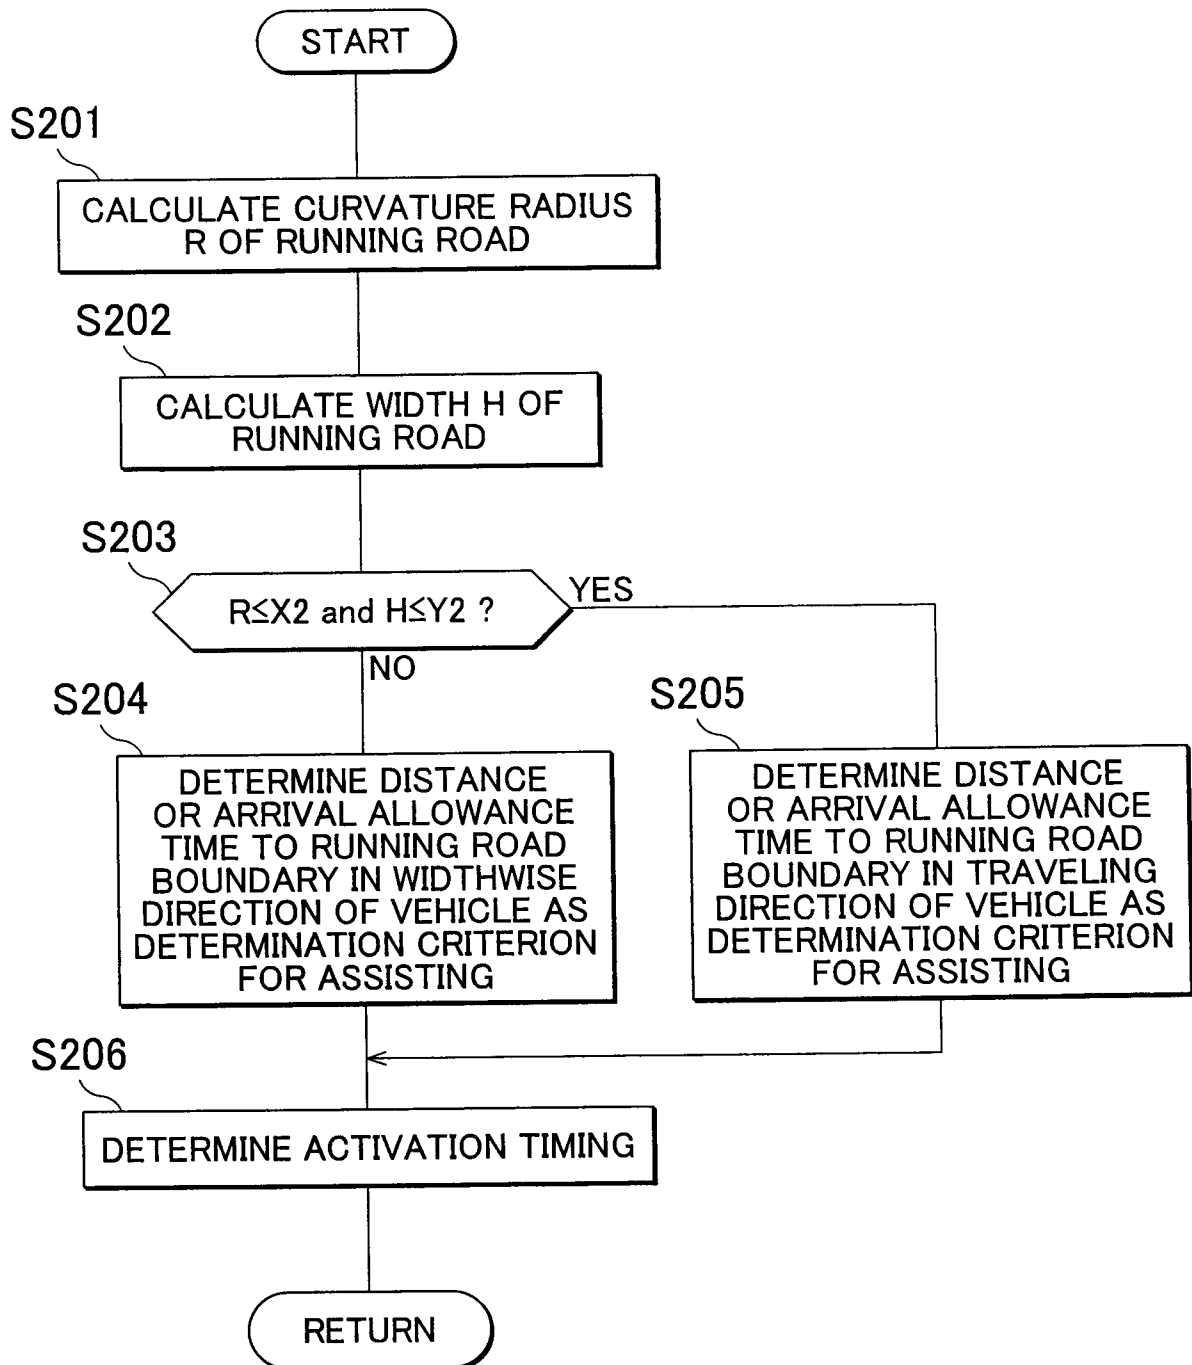 START
S201
CALCULATE CURVATURE RADIUS
R OF RUNNING ROAD
S202
CALCULATE WIDTH H OF
RUNNING ROAD
S203
R≤X2 and H≤Y2 ?
YES
NO
S204
DETERMINE DISTANCE
OR ARRIVAL ALLOWANCE
TIME TO RUNNING ROAD
BOUNDARY IN WIDTHWISE
DIRECTION OF VEHICLE AS
DETERMINATION CRITERION
FOR ASSISTING
S205
DETERMINE DISTANCE
OR ARRIVAL ALLOWANCE
TIME TO RUNNING ROAD
BOUNDARY IN TRAVELING
DIRECTION OF VEHICLE AS
DETERMINATION CRITERION
FOR ASSISTING
S206
DETERMINE ACTIVATION TIMING
RETURN